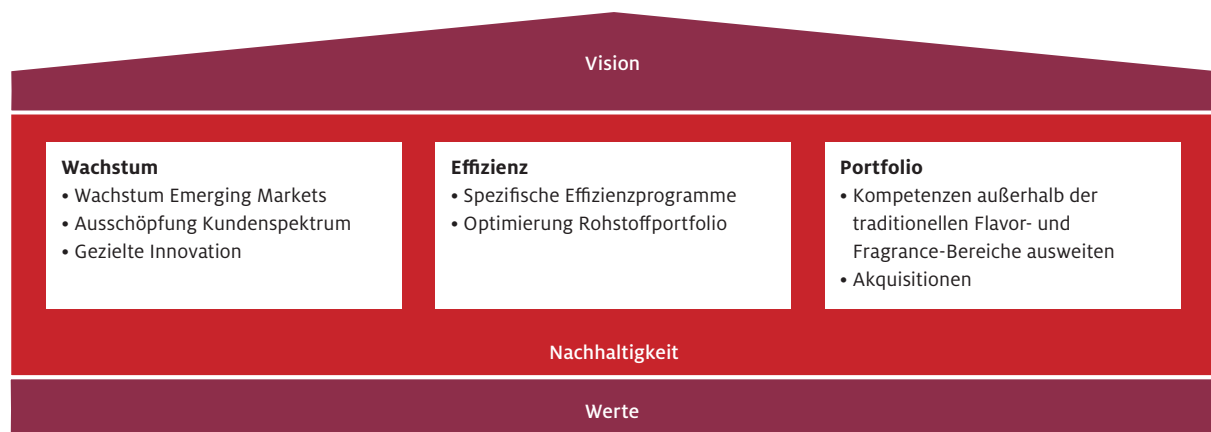 Vision
Wachstum
• Wachstum Emerging Markets
• Ausschöpfung Kundenspektrum
• Gezielte Innovation
Effizienz
• Spezifische Effizienzprogramme
• Optimierung Rohstoffportfolio
Portfolio
• Kompetenzen außerhalb der
traditionellen Flavor- und
Fragrance-Bereiche ausweiten
• Akquisitionen
Nachhaltigkeit
Werte